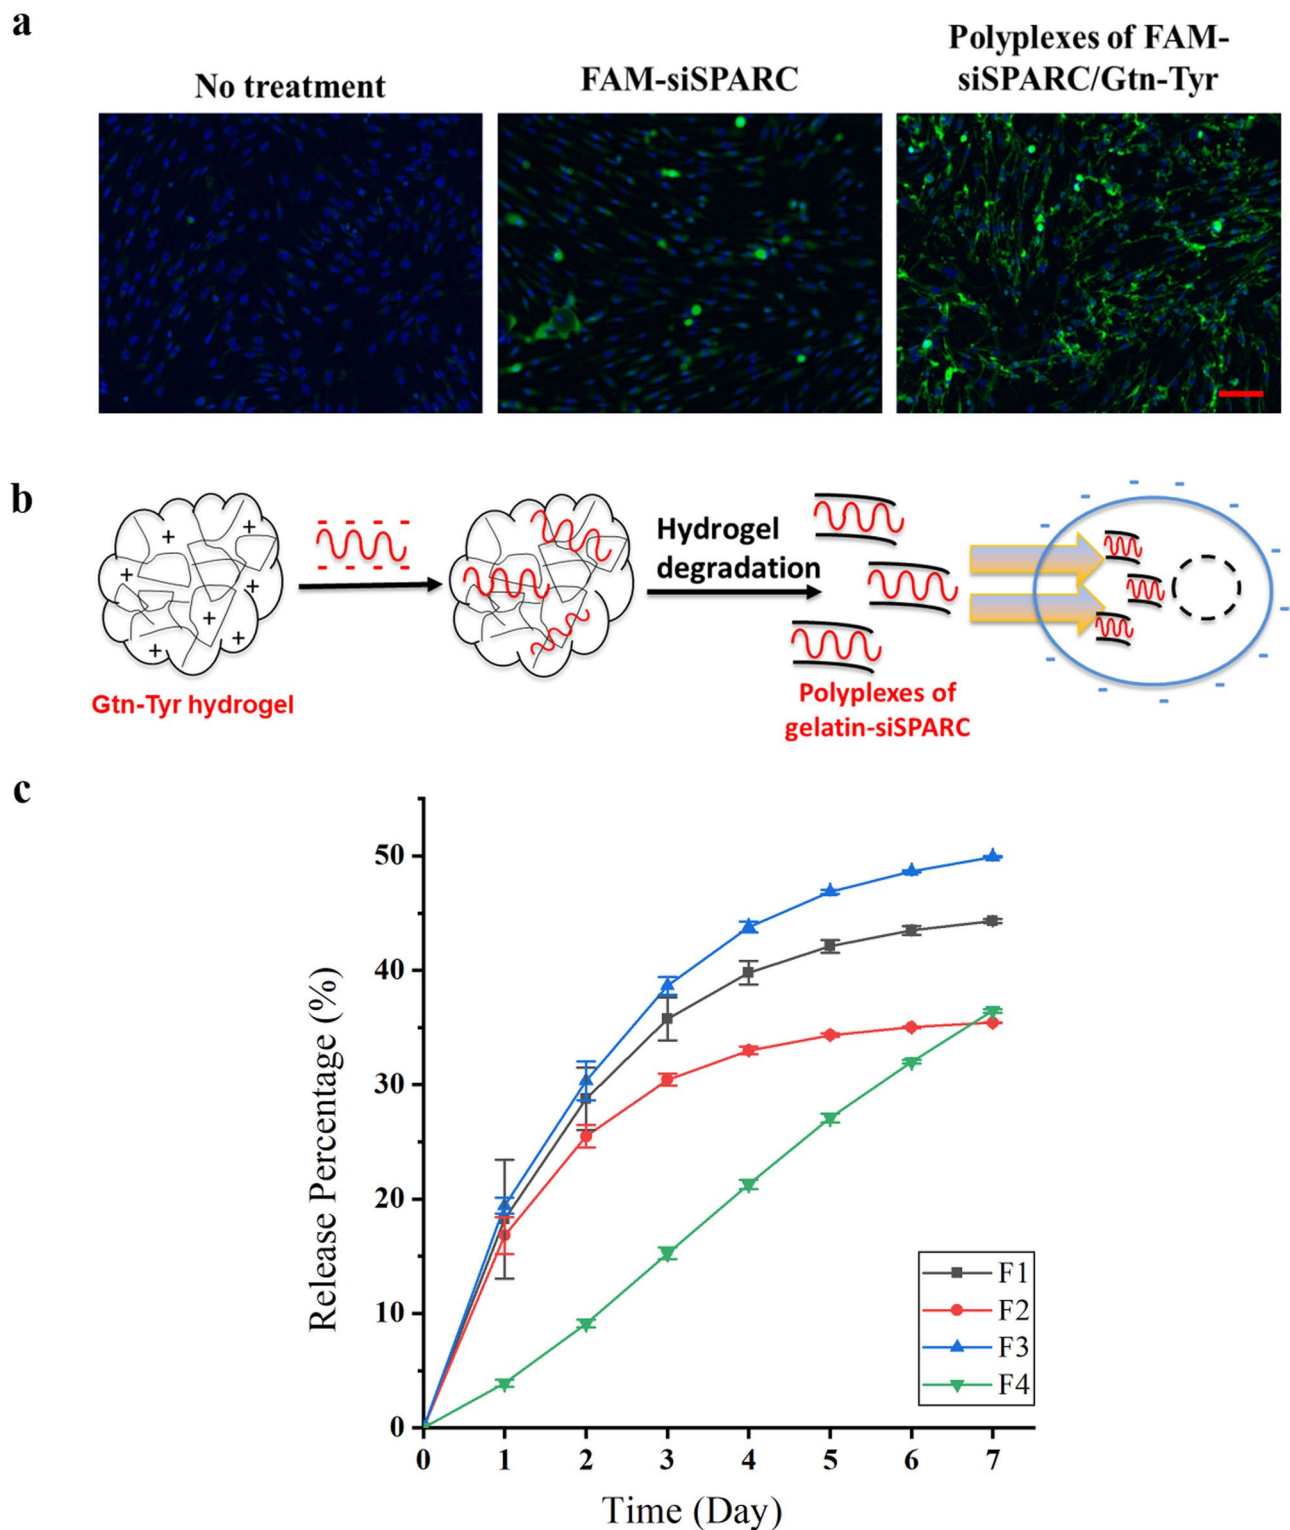 a
No treatment
FAM-siSPARC
Polyplexes of FAM-
siSPARC/Gtn-Tyr
b
+
+
+
+
+
+
+
- - - - -
- - - - -
Gtn-Tyr hydrogel
Hydrogel
degradation
Polyplexes of
gelatin-siSPARC
c
Release Percentage (%)
50
40
30
20
10
0
0 1 2 3 4 5 6 7
Time (Day)
F1
F2
F3
F4